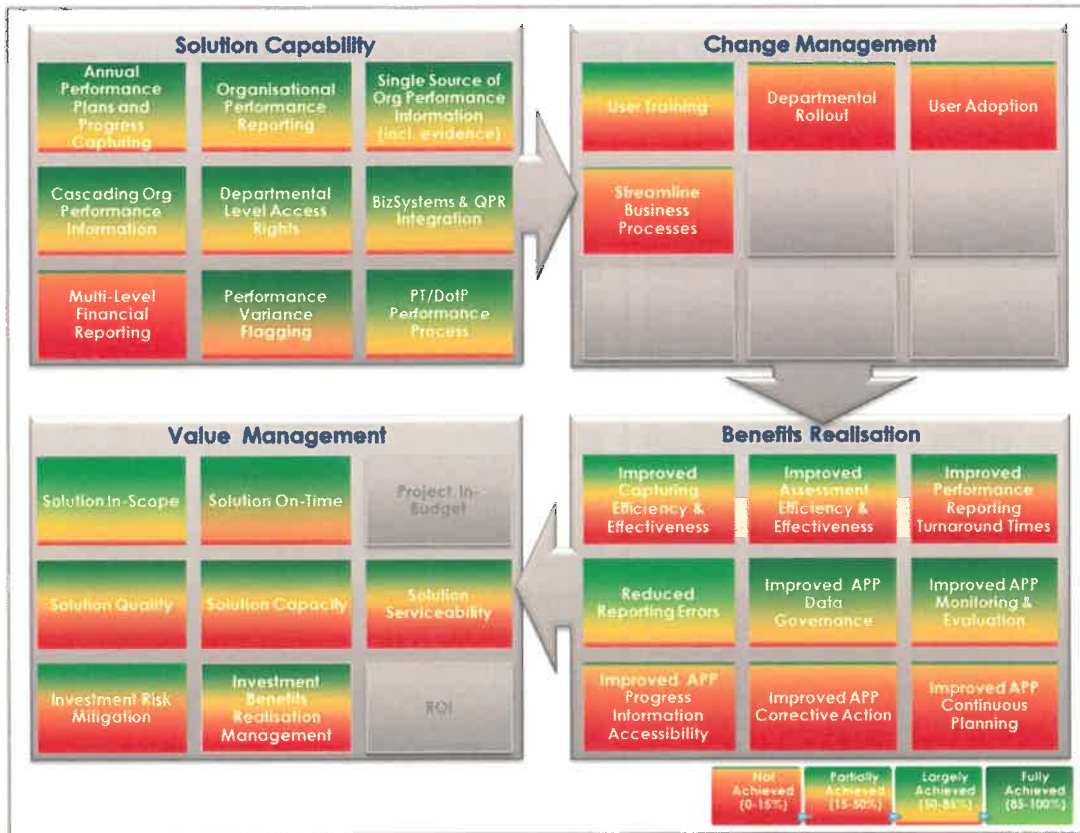 Solution Capability
Annual
Performance
Plans and
Progress
Capturing
Organisational
Performance
Reporting
Single Source of
Org Performance
Information
(incl. evidence)
Cascading Org
Performance
Information
Departmental
Level Access
Rights
BizSystems & QPR
Integration
Multi-Level
Financial
Reporting
Performance
Variance
Flagging
PT/DotP
Performance
Process
Change Management
User Training
Departmental
Rollout
User Adoption
Streamline
Business
Processes
Value Management
Solution In-Scope
Solution On-Time
Project In-
Budget
Solution Quality
Solution Capacity
Solution
Serviceability
Investment Risk
Mitigation
Investment
Benefits
Realisation
Management
ROI
Benefits Realisation
Improved
Capturing
Efficiency &
Effectiveness
Improved
Assessment
Efficiency &
Effectiveness
Improved
Performance
Reporting
Turnaround Times
Reduced
Reporting Errors
Improved APP
Data
Governance
Improved APP
Monitoring &
Evaluation
Improved APP
Progress
Information
Accessibility
Improved APP
Corrective Action
Improved APP
Continuous
Planning
Not
Achieved
(0-15%)
Partially
Achieved
(15-50%)
Largely
Achieved
(50-85%)
Fully
Achieved
(85-100%)